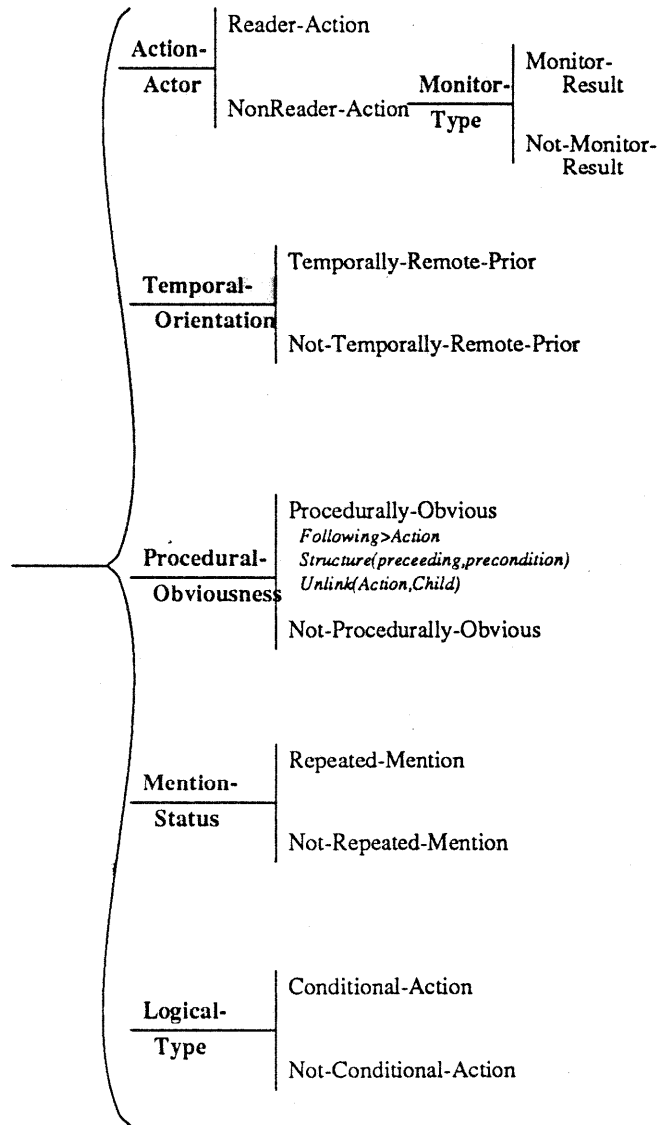 Reader-Action
Action-
Actor
NonReader-Action
Monitor-
Type
Monitor-
Result
Not-Monitor-
Result
Temporal-
Orientation
Temporally-Remote-Prior
Not-Temporally-Remote-Prior
Procedural-
Obviousness
Procedurally-Obvious
Following>Action
Structure(preceeding,precondition)
Unlink(Action,Child)
Not-Procedurally-Obvious
Mention-
Status
Repeated-Mention
Not-Repeated-Mention
Logical-
Type
Conditional-Action
Not-Conditional-Action